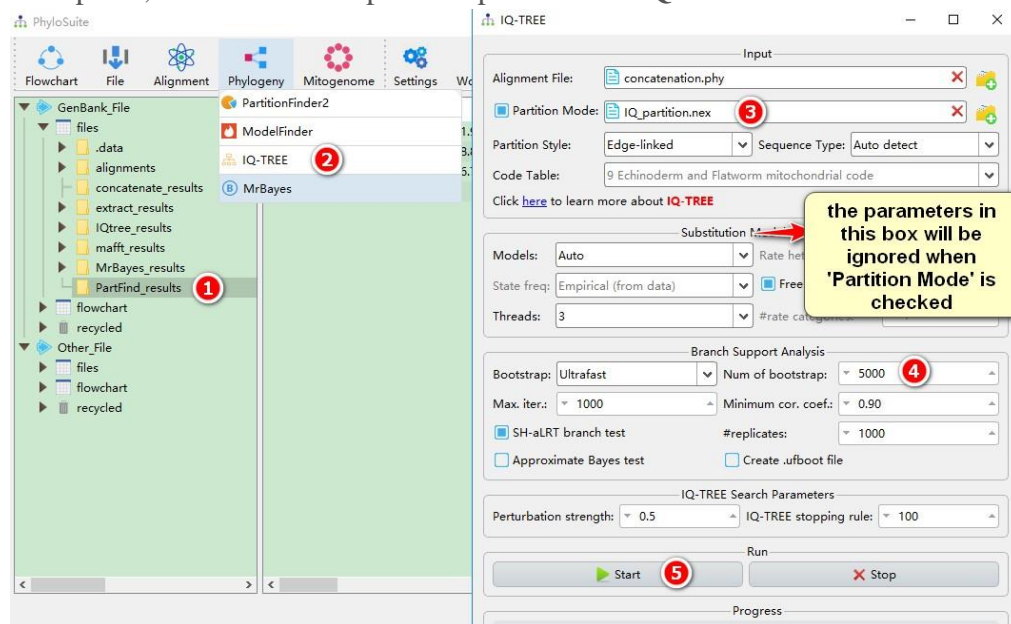 PhyloSuite
Flowchart File Alignment Phylogeny Mitogenome Settings
GenBank_File
files
.data
alignments
concatenate_results
extract_results
IQtree_results
mafft_results
MrBayes_results
PartFind_results 1
flowchart
recycled
Other_File
files
flowchart
recycled
PartitionFinder2
ModelFinder
IQ-TREE 2
MrBayes
IQ-TREE
Input
Alignment File: concatenation.phy
Partition Mode: IQ_partition.nex 3
Partition Style: Edge-linked Sequence Type: Auto detect
Code Table: 9 Echinoderm and Flatworm mitochondrial code
Click here to learn more about IQ-TREE
the parameters in
this box will be
ignored when
'Partition Mode' is
checked
Substitution
Models: Auto Rate
State freq: Empirical (from data) Free
Threads: 3 #rate
Branch Support Analysis
Bootstrap: Ultrafast Num of bootstrap: 5000 4
Max. iter.: 1000 Minimum cor. coef.: 0.90
SH-aLRT branch test #replicates: 1000
Approximate Bayes test Create .ufboot file
IQ-TREE Search Parameters
Perturbation strength: 0.5 IQ-TREE stopping rule: 100
Run
Start 5 Stop
Progress